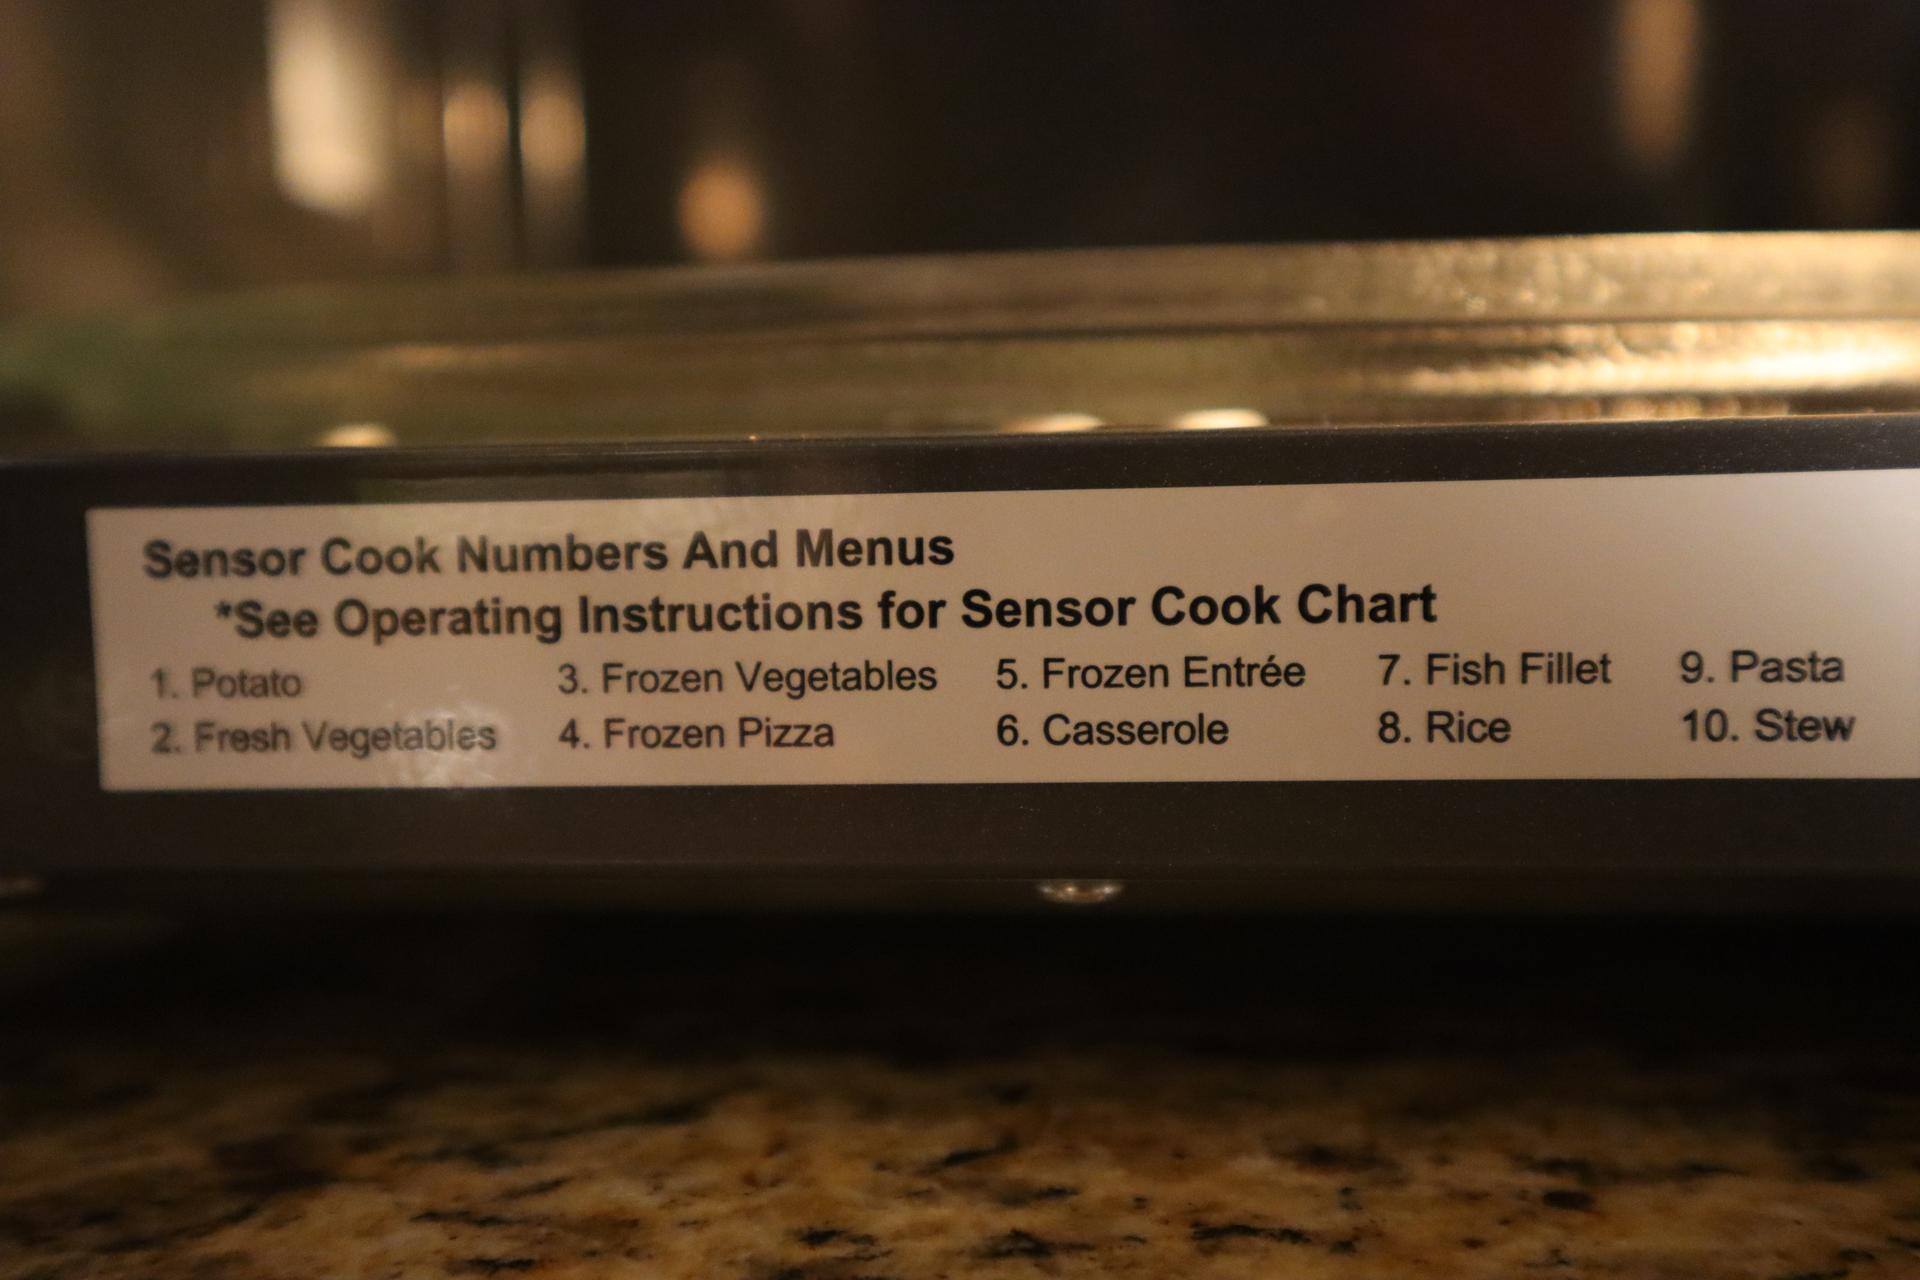 Sensor Cook Numbers And Menus
*See Operating Instructions for Sensor Cook Chart
1. Potato 3. Frozen Vegetables 5. Frozen Entrée 7. Fish Fillet 9. Pasta
2. Fresh Vegetables 4. Frozen Pizza 6. Casserole 8. Rice 10. Stew